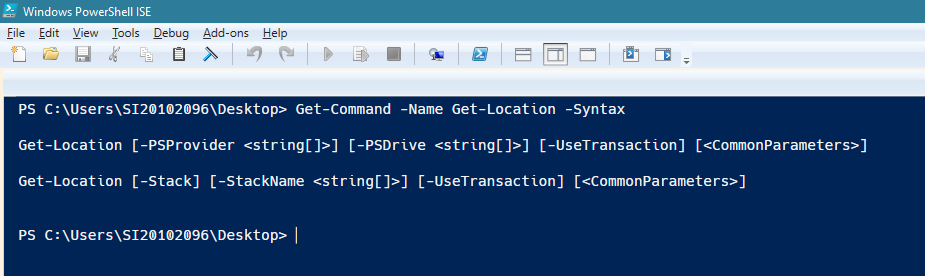 Windows PowerShell ISE
File Edit View Tools Debug Add-ons Help
PS C:\Users\SI20102096\Desktop> Get-Command -Name Get-Location -Syntax
Get-Location [-PSProvider <string[]>] [-PSDrive <string[]>] [-UseTransaction] [<CommonParameters>]
Get-Location [-Stack] [-StackName <string[]>] [-UseTransaction] [<CommonParameters>]
PS C:\Users\SI20102096\Desktop>